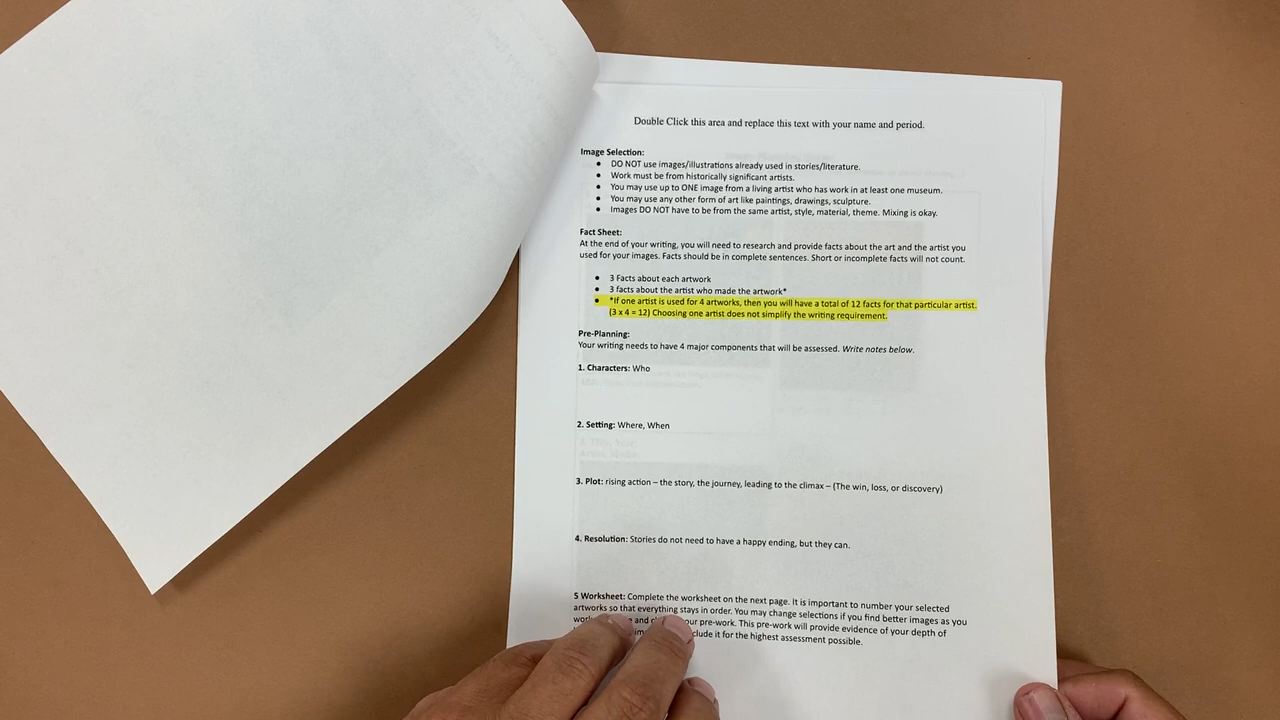 Double Click this area and replace this text with your name and period.
Image Selection:
• DO NOT use images/illustrations already used in stories/literature.
• Work must be from historically significant artists.
• You may use up to ONE image from a living artist who has work in at least one museum.
• You may use any other form of art like paintings, drawings, sculpture.
• Images DO NOT have to be from the same artist, style, material, theme. Mixing is okay.
Fact Sheet:
At the end of your writing, you will need to research and provide facts about the art and the artist you
used for your images. Facts should be in complete sentences. Short or incomplete facts will not count.
• 3 Facts about each artwork
• 3 facts about the artist who made the artwork*
• *If one artist is used for 4 artworks, then you will have a total of 12 facts for that particular artist.
(3 x 4 = 12) Choosing one artist does not simplify the writing requirement.
Pre-Planning:
Your writing needs to have 4 major components that will be assessed. Write notes below.
1. Characters: Who
2. Setting: Where, When
3. Plot: rising action – the story, the journey, leading to the climax – (The win, loss, or discovery)
4. Resolution: Stories do not need to have a happy ending, but they can.
5 Worksheet: Complete the worksheet on the next page. It is important to number your selected
artworks so that everything stays in order. You may change selections if you find better images as you
and pre-work. This pre-work will provide evidence of your depth of
it for the highest assessment possible.